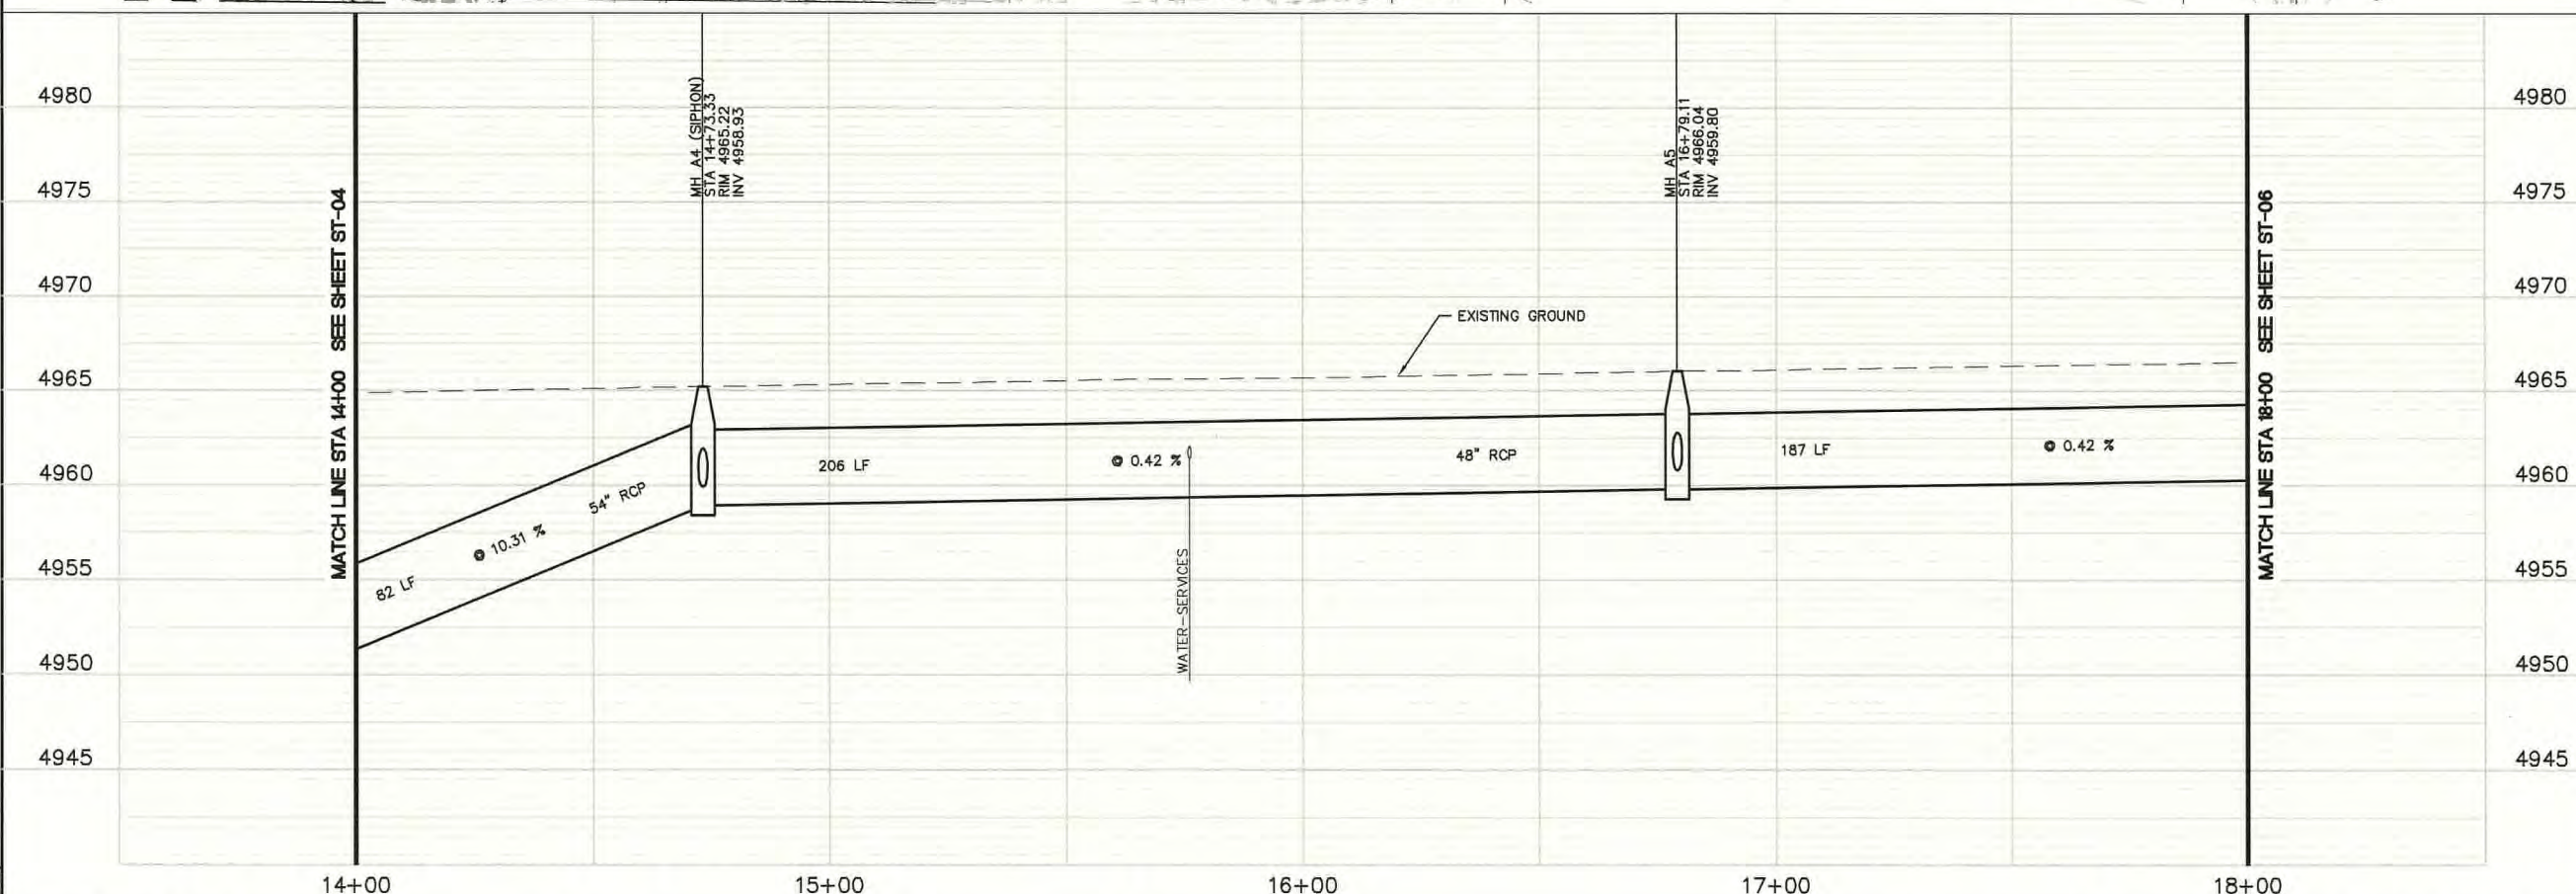 4980
4975
4970
4965
4960
4955
4950
4945
MATCH LINE STA 14+00 SEE SHEET ST-04
MH A4 (SIPHON)
STA 14+73.33
RIM 4965.22
INV 4958.93
MH A5
STA 16+79.11
RIM 4966.04
INV 4959.80
EXISTING GROUND
82 LF @ 10.31 % 54" RCP
206 LF @ 0.42 % 48" RCP
187 LF @ 0.42 %
WATER-SERVICES
MATCH LINE STA 18+00 SEE SHEET ST-06
4980
4975
4970
4965
4960
4955
4950
4945
14+00 15+00 16+00 17+00 18+00